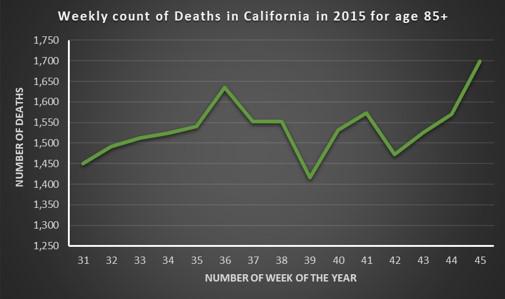 Weekly count of Deaths in California in 2015 for age 85+
1,750
1,700
1,650
1,600
1,550
1,500
1,450
1,400
1,350
1,300
1,250
NUMBER OF DEATHS
31 32 33 34 35 36 37 38 39 40 41 42 43 44 45
NUMBER OF WEEK OF THE YEAR